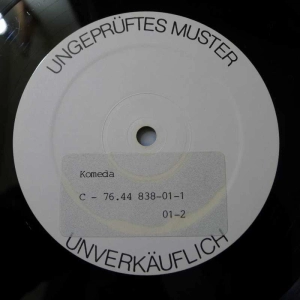 UNGEPRÜFTES MUSTER
Komeda
C - 76.44 838-01-1
01-2
UNVERKÄUFLICH